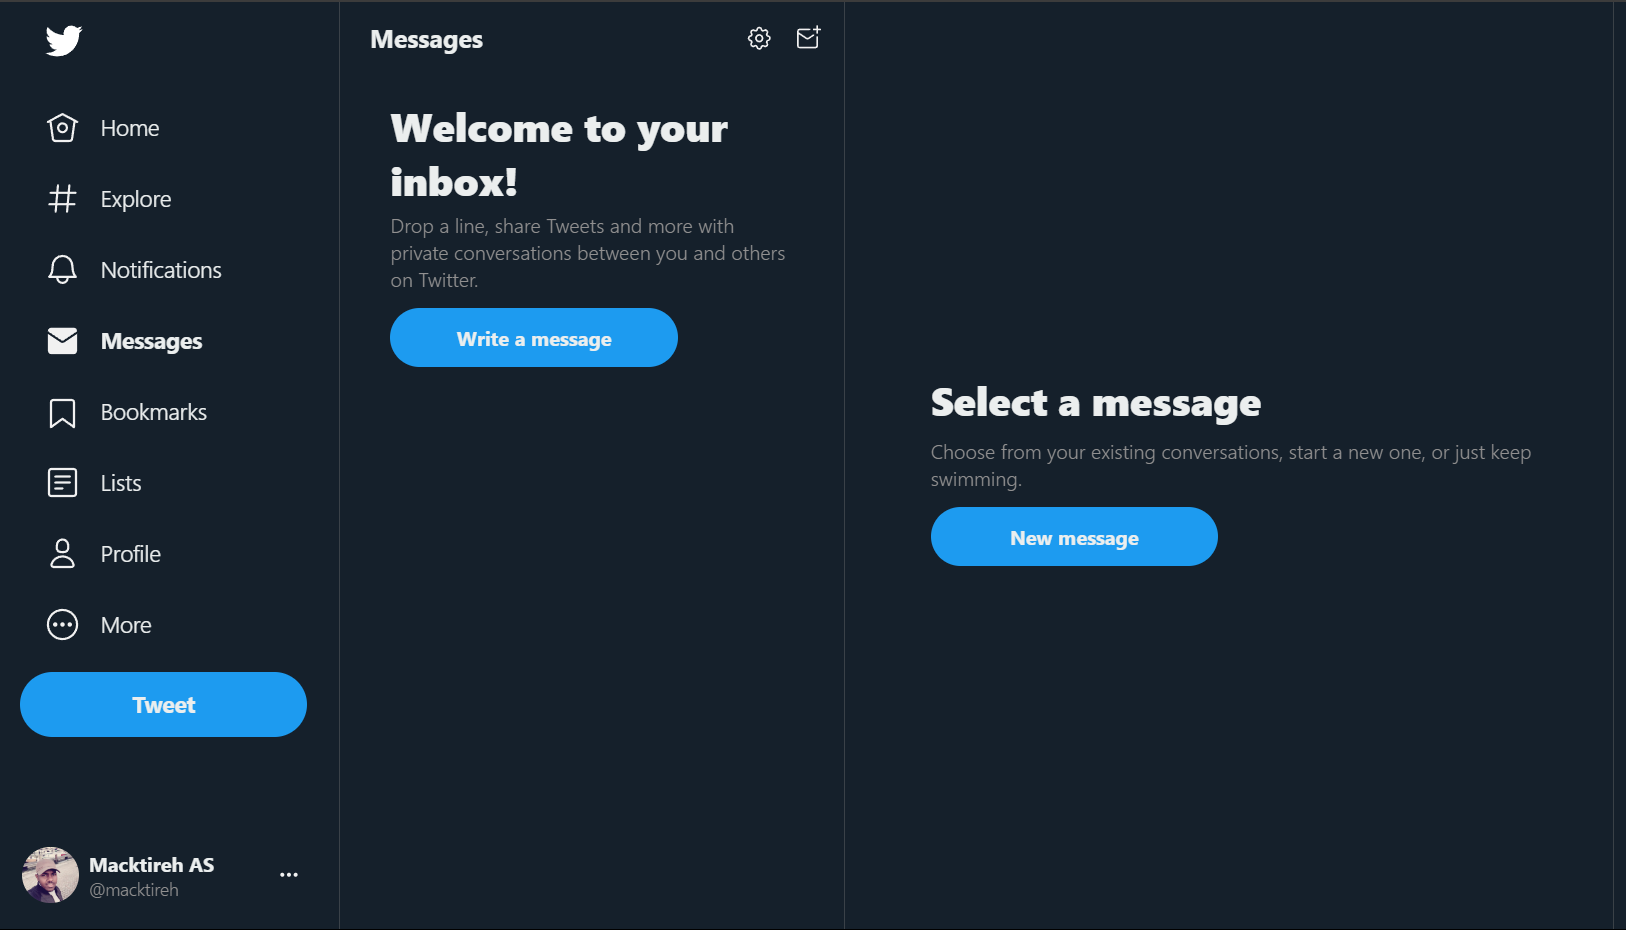 Home
Explore
Notifications
Messages
Bookmarks
Lists
Profile
More
Tweet
Macktireh AS
@macktireh
Messages
Welcome to your
inbox!
Drop a line, share Tweets and more with
private conversations between you and others
on Twitter.
Write a message
Select a message
Choose from your existing conversations, start a new one, or just keep
swimming.
New message